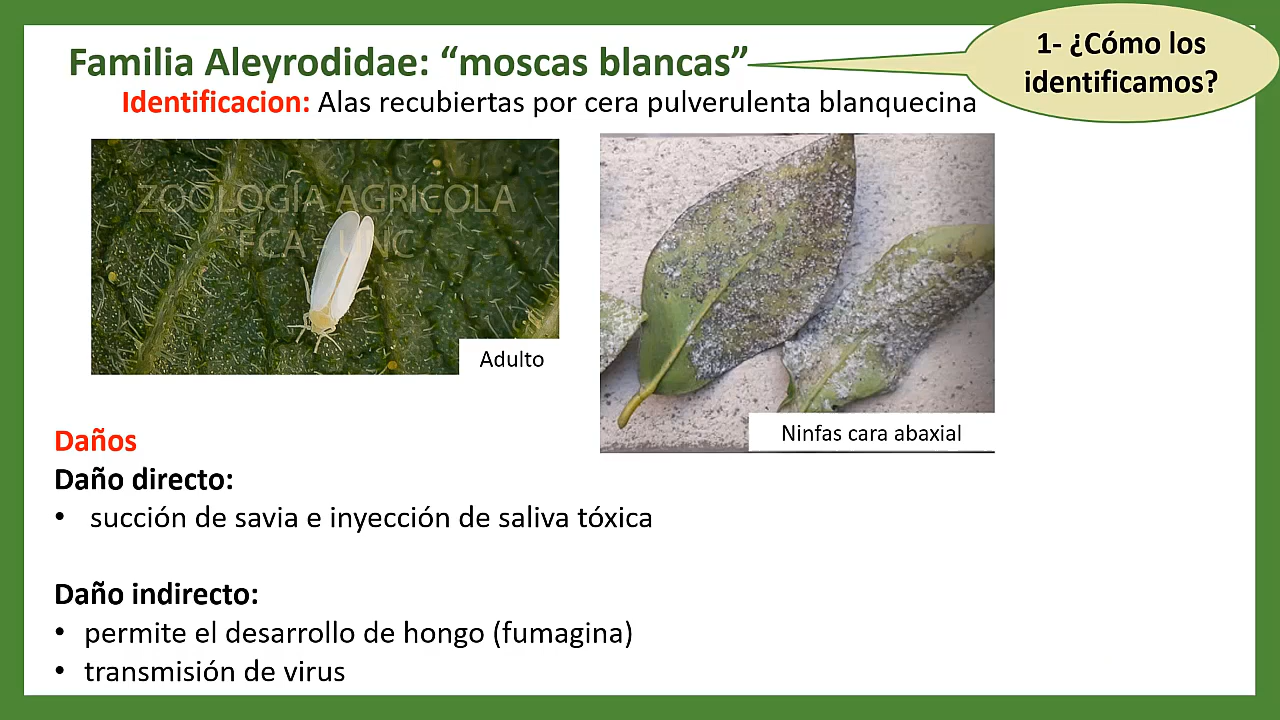 Familia Aleyrodidae: “moscas blancas”
1- ¿Cómo los
identificamos?
Identificacion: Alas recubiertas por cera pulverulenta blanquecina
ZOOLOGÍA AGRÍCOLA
FCA - UNC
Adulto
Ninfas cara abaxial
Daños
Daño directo:
• succión de savia e inyección de saliva tóxica
Daño indirecto:
• permite el desarrollo de hongo (fumagina)
• transmisión de virus